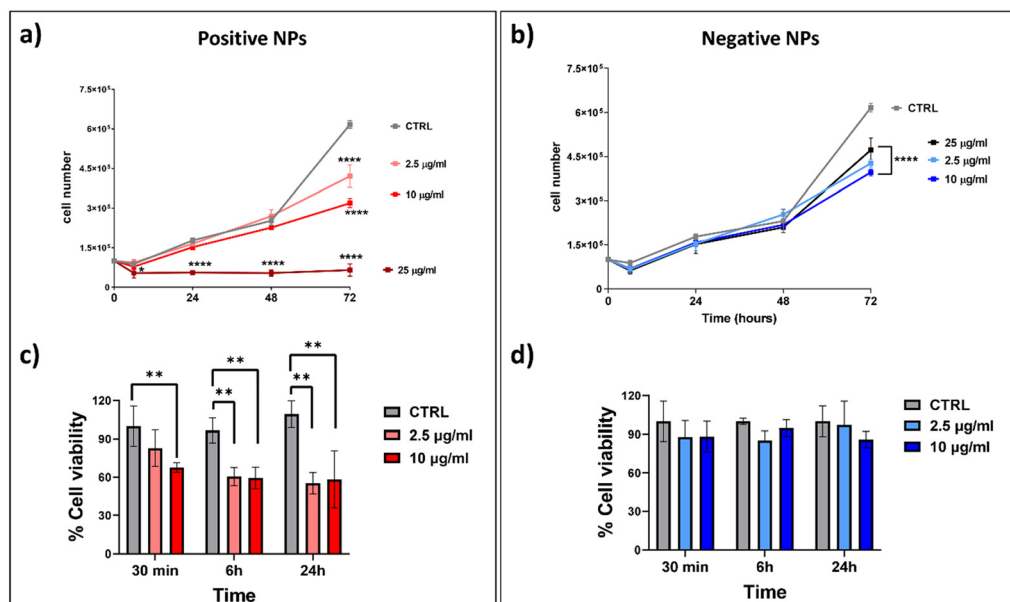 a)
Positive NPs
7.5×10⁵
6×10⁵
4.5×10⁵
3×10⁵
1.5×10⁵
0
cell number
0
24
48
72
CTRL
2.5 µg/ml
10 µg/ml
25 µg/ml
*
****
****
****
****
****
b)
Negative NPs
7.5×10⁵
6×10⁵
4.5×10⁵
3×10⁵
1.5×10⁵
0
cell number
0
24
48
72
Time (hours)
CTRL
25 µg/ml
2.5 µg/ml
10 µg/ml
****
c)
120
90
60
30
0
% Cell viability
**
**
**
**
**
30 min
6h
24h
Time
CTRL
2.5 µg/ml
10 µg/ml
d)
120
90
60
30
0
% Cell viability
30 min
6h
24h
Time
CTRL
2.5 µg/ml
10 µg/ml